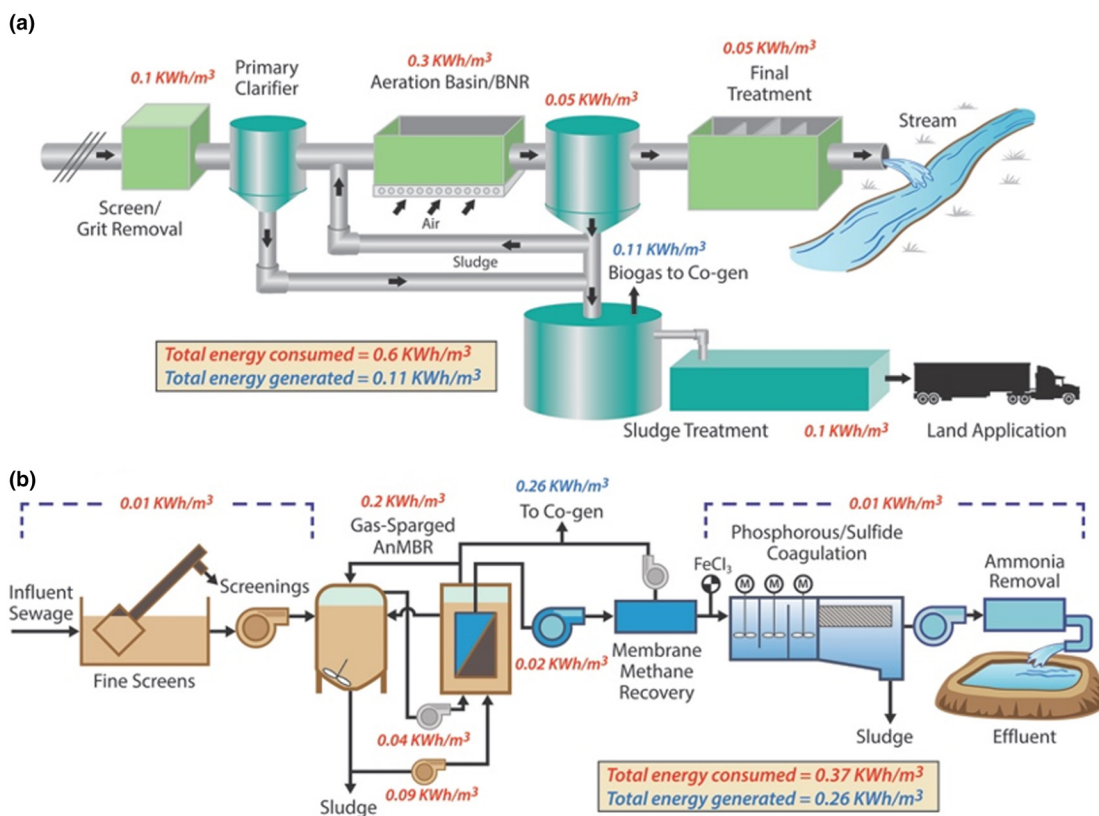 (a)
0.1 KWh/m³
Primary
Clarifier
0.3 KWh/m³
Aeration Basin/BNR
0.05 KWh/m³
0.05 KWh/m³
Final
Treatment
Stream
Screen/
Grit Removal
Air
Sludge
0.11 KWh/m³
Biogas to Co-gen
Total energy consumed = 0.6 KWh/m³
Total energy generated = 0.11 KWh/m³
Sludge Treatment
0.1 KWh/m³
Land Application
(b)
0.01 KWh/m³
0.2 KWh/m³
Gas-Sparged
AnMBR
0.26 KWh/m³
To Co-gen
0.01 KWh/m³
Phosphorous/Sulfide
Coagulation
FeCl₃
Ammonia
Removal
Influent
Sewage
Screenings
M M M
Fine Screens
0.02 KWh/m³
Membrane
Methane
Recovery
0.04 KWh/m³
Sludge
Effluent
0.09 KWh/m³
Sludge
Total energy consumed = 0.37 KWh/m³
Total energy generated = 0.26 KWh/m³